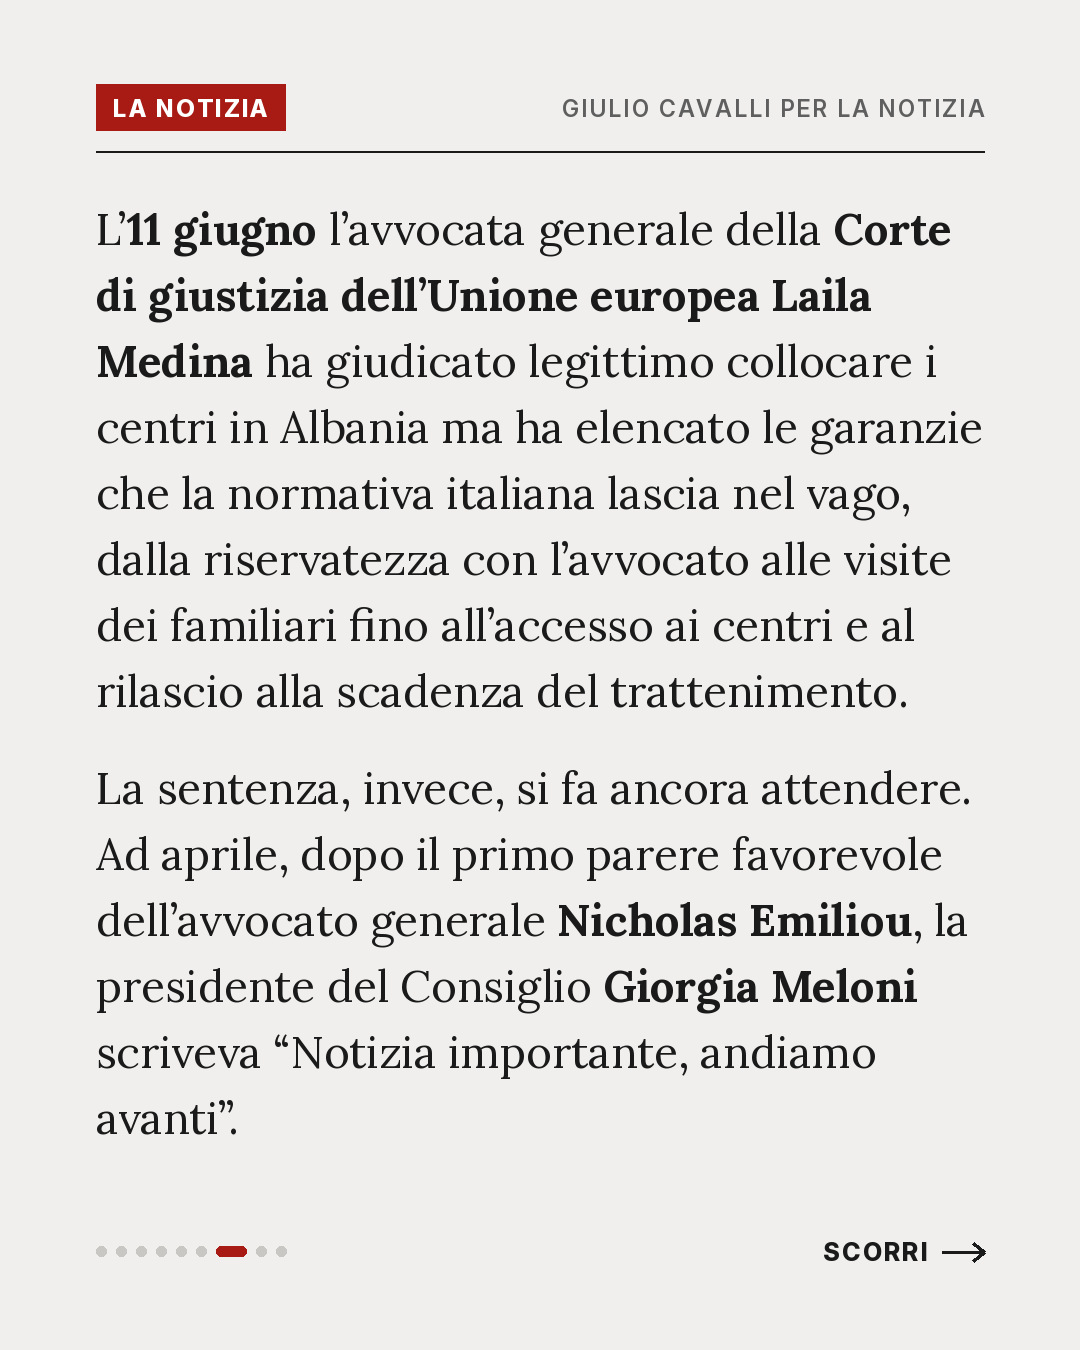 LA NOTIZIA
GIULIO CAVALLI PER LA NOTIZIA
L’11 giugno l’avvocata generale della Corte
di giustizia dell’Unione europea Laila
Medina ha giudicato legittimo collocare i
centri in Albania ma ha elencato le garanzie
che la normativa italiana lascia nel vago,
dalla riservatezza con l’avvocato alle visite
dei familiari fino all’accesso ai centri e al
rilascio alla scadenza del trattenimento.
La sentenza, invece, si fa ancora attendere.
Ad aprile, dopo il primo parere favorevole
dell’avvocato generale Nicholas Emiliou, la
presidente del Consiglio Giorgia Meloni
scriveva “Notizia importante, andiamo
avanti”.
SCORRI